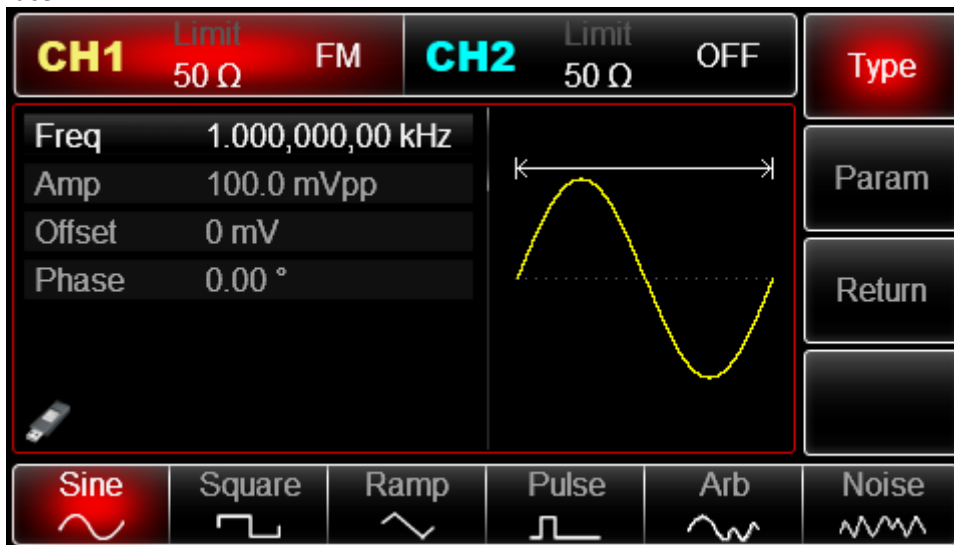 CH1 Limit 50 Ω FM CH2 Limit 50 Ω OFF Type
Freq 1.000,000,00 kHz
Amp 100.0 mVpp
Offset 0 mV
Phase 0.00 °
Param
Return
Sine Square Ramp Pulse Arb Noise